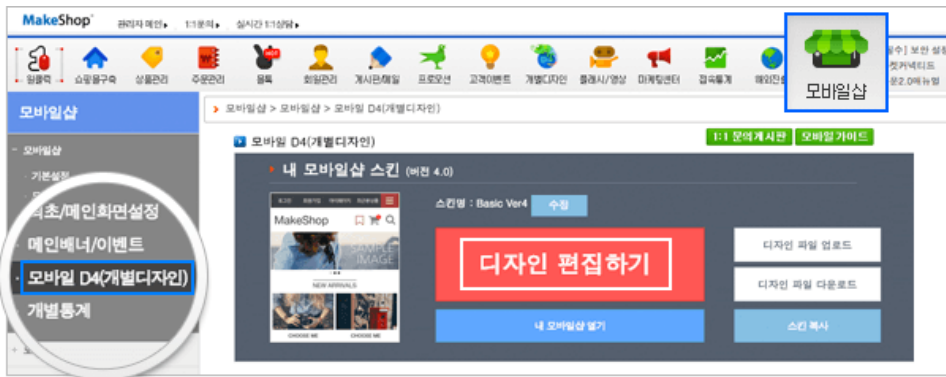 MakeShop 관리자 메인 1:1문의 실시간 1:1상담
원클릭 쇼핑몰구축 상품관리 주문관리 몰톡 회원관리 게시판/메일 프로모션 고객이벤트 개별디자인 플래시/영상 마케팅센터 접속통계
HOT
모바일샵
모바일샵
모바일샵
기본설정
최초/메인화면설정
메인배너/이벤트
모바일 D4(개별디자인)
개별통계
모바일샵 > 모바일샵 > 모바일 D4(개별디자인)
모바일 D4(개별디자인)
1:1 문의게시판 모바일가이드
내 모바일샵 스킨 (버전 4.0)
스킨명 : Basic Ver4 수정
MakeShop
SAMPLE
IMAGE
NEW ARRIVALS
CHOOSE ME CHOOSE ME
디자인 편집하기
내 모바일샵 열기
디자인 파일 업로드
디자인 파일 다운로드
스킨 복사